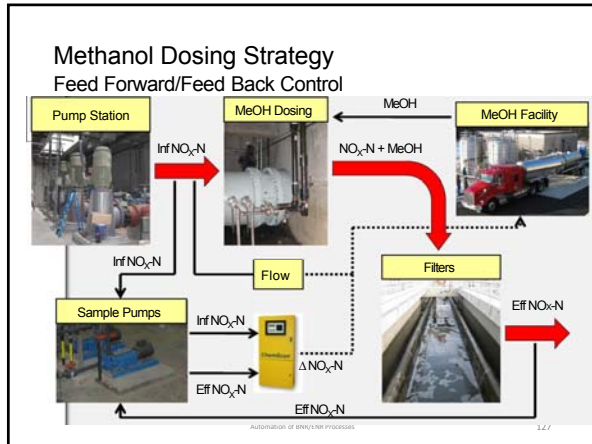 Methanol Dosing Strategy
Feed Forward/Feed Back Control
Pump Station
Inf NOX-N
MeOH Dosing
MeOH
NOX-N + MeOH
MeOH Facility
Inf NOX-N
Flow
Filters
Sample Pumps
Inf NOX-N
Eff NOX-N
ChemScan
Δ NOX-N
Eff NOx-N
Eff NOX-N
Automation of BNR/ENR Processes
127